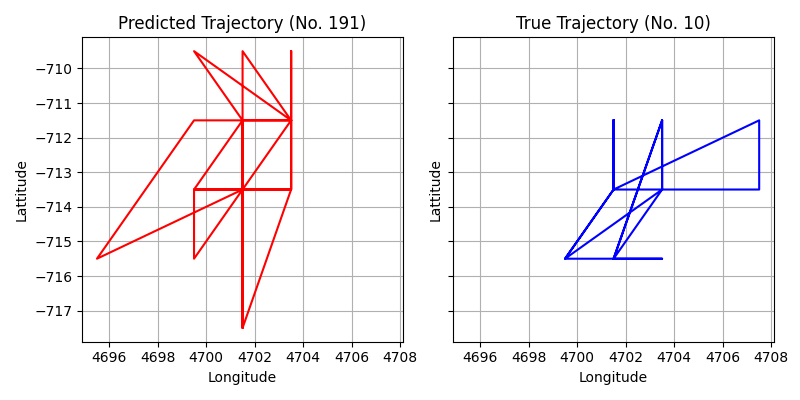 Predicted Trajectory (No. 191)
True Trajectory (No. 10)
−710
−711
−712
−713
−714
−715
−716
−717
Lattitude
Lattitude
4696 4698 4700 4702 4704 4706 4708
4696 4698 4700 4702 4704 4706 4708
Longitude
Longitude